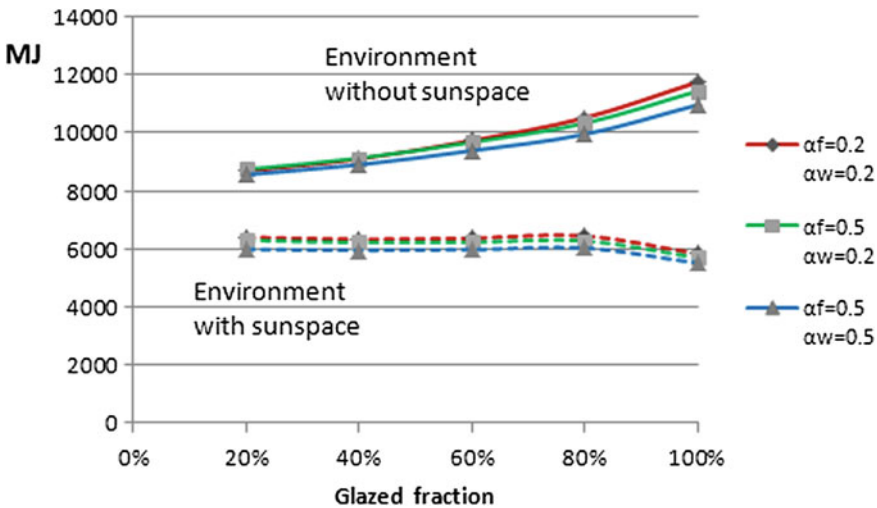 14000
MJ
12000
10000
8000
6000
4000
2000
0
Environment
without sunspace
Environment
with sunspace
αf=0.2
αw=0.2
αf=0.5
αw=0.2
αf=0.5
αw=0.5
0% 20% 40% 60% 80% 100%
Glazed fraction